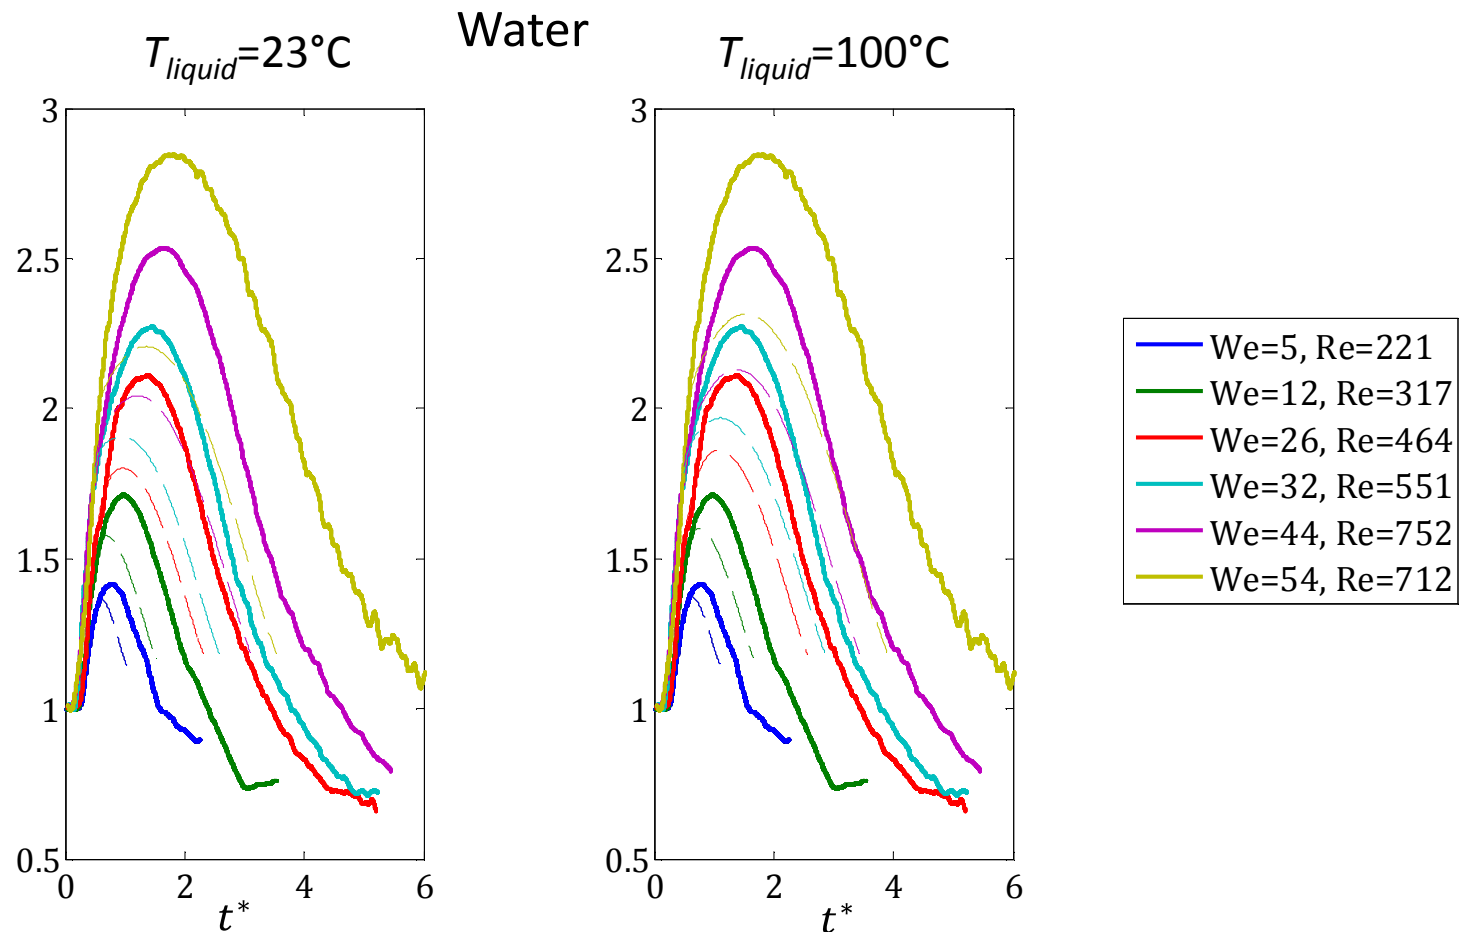 Water
T_liquid=23°C
T_liquid=100°C
3
2.5
2
1.5
1
0.5
0
2
4
6
t*
3
2.5
2
1.5
1
0.5
0
2
4
6
t*
We=5, Re=221
We=12, Re=317
We=26, Re=464
We=32, Re=551
We=44, Re=752
We=54, Re=712